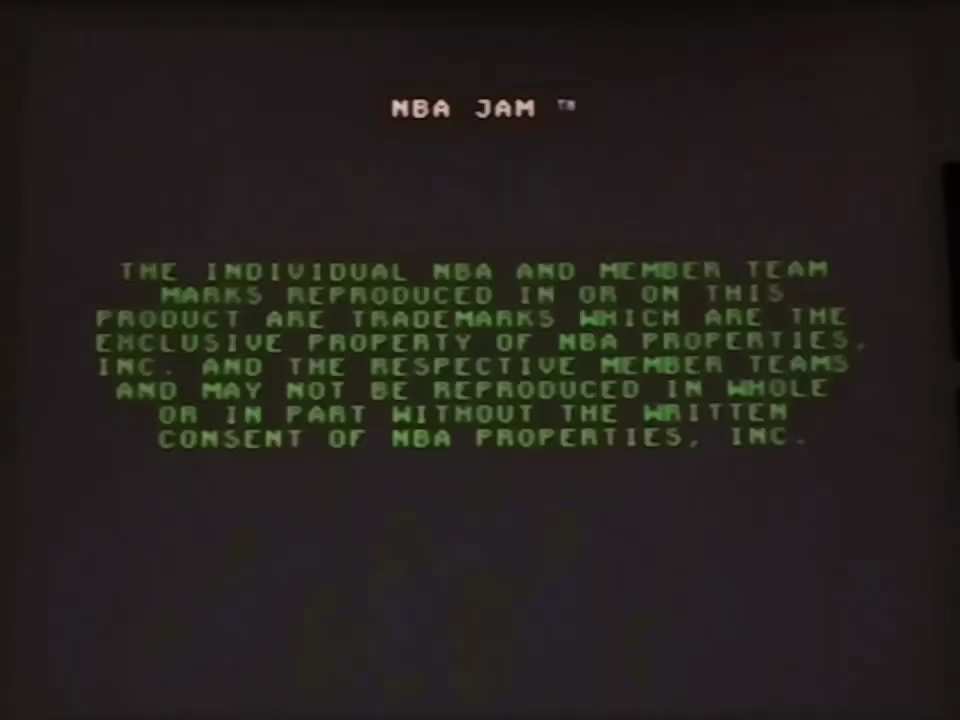 NBA JAM ™
THE INDIVIDUAL NBA AND MEMBER TEAM
MARKS REPRODUCED IN OR ON THIS
PRODUCT ARE TRADEMARKS WHICH ARE THE
EXCLUSIVE PROPERTY OF NBA PROPERTIES,
INC. AND THE RESPECTIVE MEMBER TEAMS
AND MAY NOT BE REPRODUCED IN WHOLE
OR IN PART WITHOUT THE WRITTEN
CONSENT OF NBA PROPERTIES, INC.